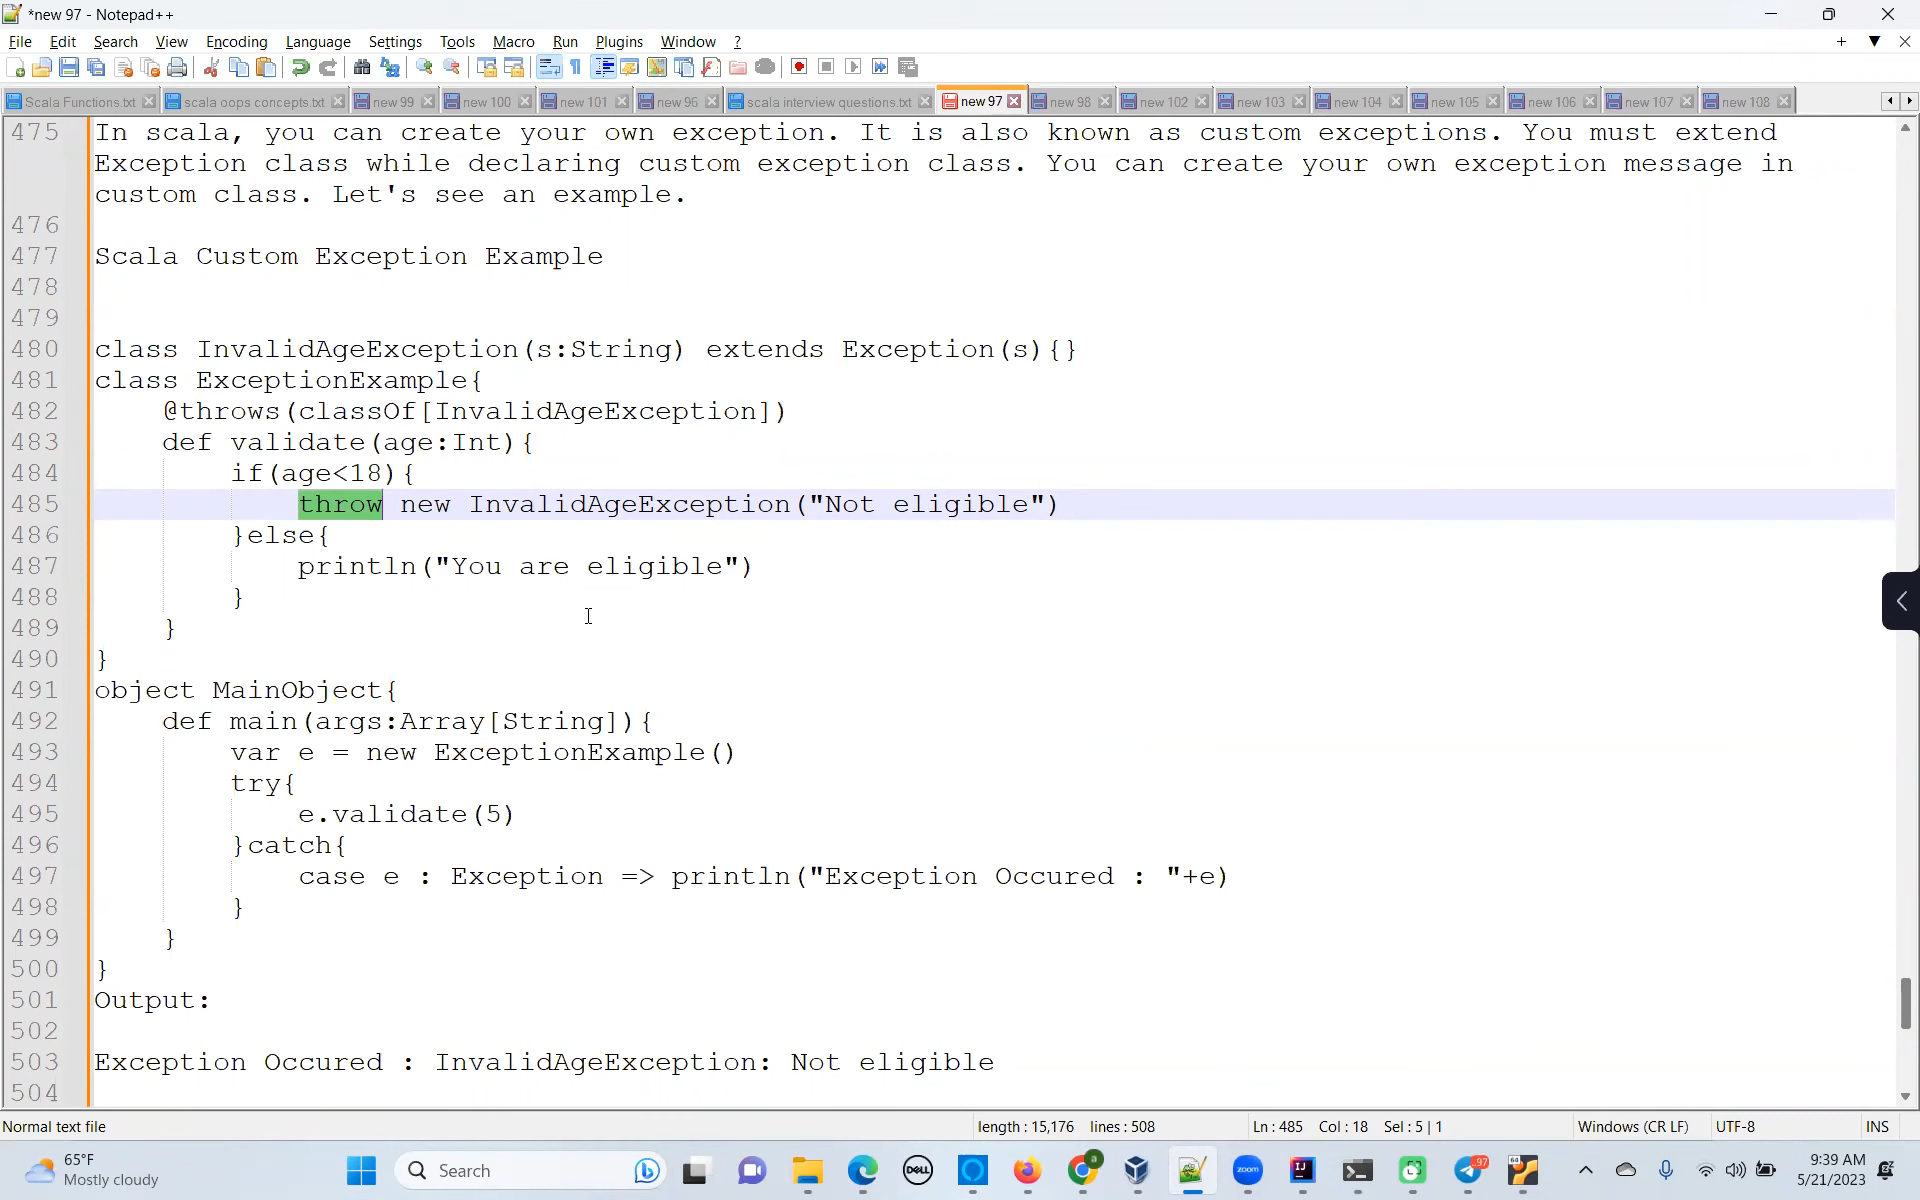 *new 97 - Notepad++
File Edit Search View Encoding Language Settings Tools Macro Run Plugins Window ?
Scala Functions.txt scala oops concepts.txt new 99 new 100 new 101 new 96 scala interview questions.txt new 97 new 98 new 102 new 103 new 104 new 105 new 106 new 107 new 108
475 In scala, you can create your own exception. It is also known as custom exceptions. You must extend
Exception class while declaring custom exception class. You can create your own exception message in
custom class. Let's see an example.
476
477 Scala Custom Exception Example
478
479
480 class InvalidAgeException(s:String) extends Exception(s){}
481 class ExceptionExample{
482 @throws(classOf[InvalidAgeException])
483 def validate(age:Int){
484 if(age<18){
485 throw new InvalidAgeException("Not eligible")
486 }else{
487 println("You are eligible")
488 }
489 }
490 }
491 object MainObject{
492 def main(args:Array[String]){
493 var e = new ExceptionExample()
494 try{
495 e.validate(5)
496 }catch{
497 case e : Exception => println("Exception Occured : "+e)
498 }
499 }
500 }
501 Output:
502
503 Exception Occured : InvalidAgeException: Not eligible
504
Normal text file length : 15,176 lines : 508 Ln : 485 Col : 18 Sel : 5 | 1 Windows (CR LF) UTF-8 INS
65°F
Mostly cloudy
Search
DELL
a
zoom
IJ
97
64
9:39 AM
5/21/2023